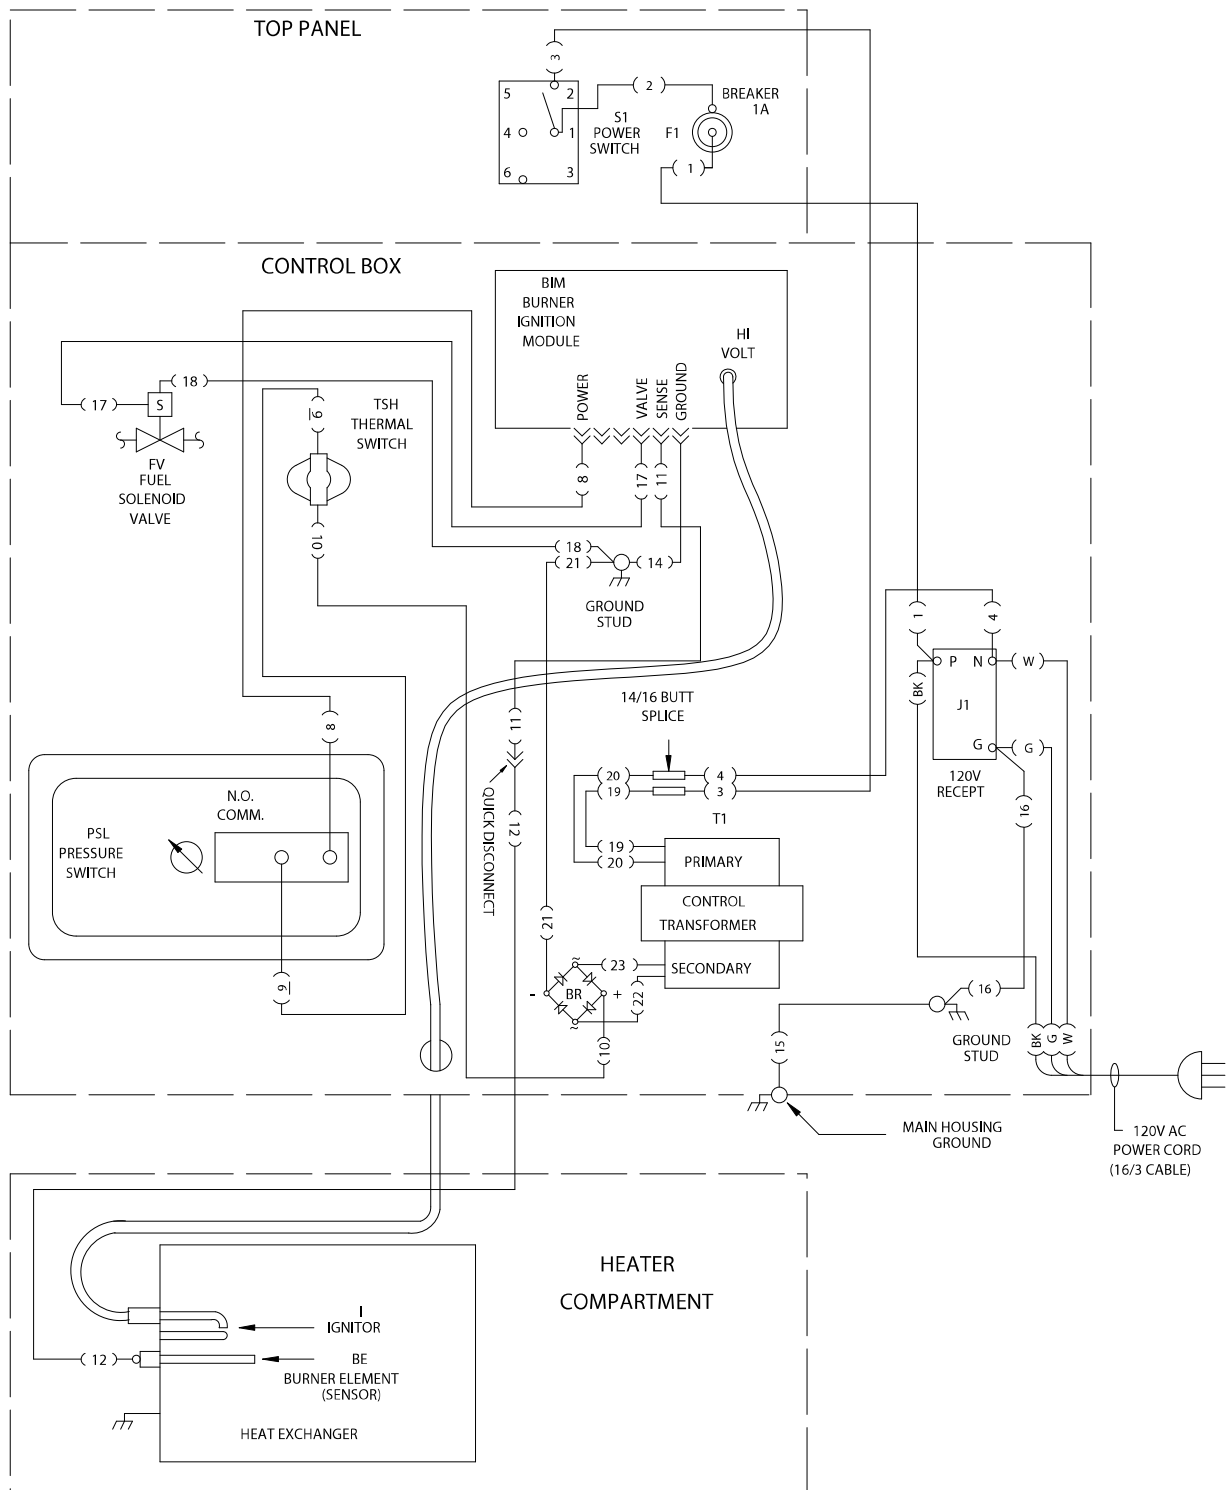 TOP PANEL
3
5
2
4
1
6
3
2
BREAKER
1A
S1
POWER
SWITCH
F1
1
CONTROL BOX
BIM
BURNER
IGNITION
MODULE
HI
VOLT
POWER
VALVE
SENSE
GROUND
18
17
S
FV
FUEL
SOLENOID
VALVE
9
TSH
THERMAL
SWITCH
10
8
17
11
18
21
14
GROUND
STUD
1
4
P
N
W
BK
J1
G
G
120V
RECEPT
16
14/16 BUTT
SPLICE
11
QUICK DISCONNECT
12
8
N.O.
COMM.
PSL
PRESSURE
SWITCH
9
20
4
19
3
T1
19
20
PRIMARY
CONTROL
TRANSFORMER
SECONDARY
21
23
22
BR
-
+
~
~
10
16
GROUND
STUD
15
BK
G
W
MAIN HOUSING
GROUND
120V AC
POWER CORD
(16/3 CABLE)
HEATER
COMPARTMENT
I
IGNITOR
12
BE
BURNER ELEMENT
(SENSOR)
HEAT EXCHANGER